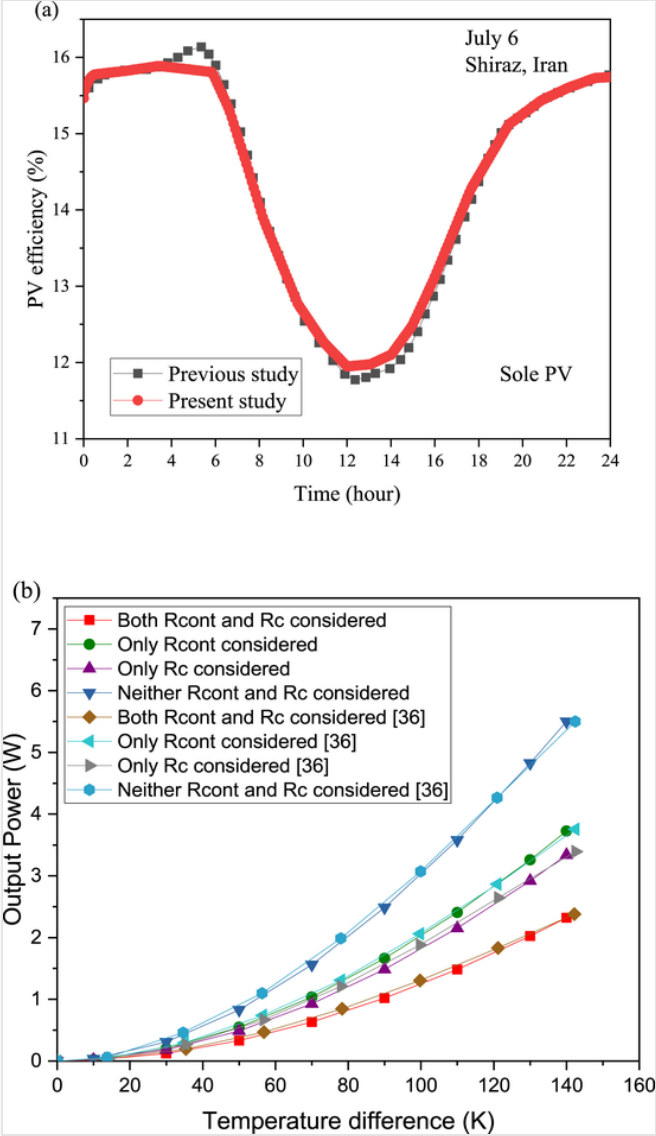 (a)
July 6
Shiraz, Iran
16
15
14
13
12
11
PV efficiency (%)
Previous study
Present study
Sole PV
0 2 4 6 8 10 12 14 16 18 20 22 24
Time (hour)
(b)
7
6
5
4
3
2
1
0
Output Power (W)
Both Rcont and Rc considered
Only Rcont considered
Only Rc considered
Neither Rcont and Rc considered
Both Rcont and Rc considered [36]
Only Rcont considered [36]
Only Rc considered [36]
Neither Rcont and Rc considered [36]
0 20 40 60 80 100 120 140 160
Temperature difference (K)